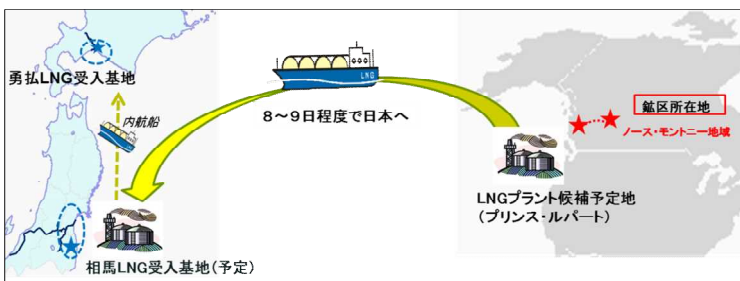 勇払LNG受入基地
内航船
相馬LNG受入基地(予定)
LNG
8～9日程度で日本へ
鉱区所在地
ノース・モントニー地域
LNGプラント候補予定地
(プリンス・ルパート)